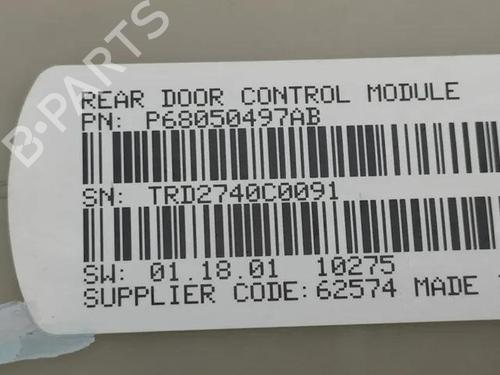 REAR DOOR CONTROL MODULE
PN: P68050497AB
SN: TRD2740C0091
SW: 01.18.01 10275
SUPPLIER CODE: 62574 MADE
B-PARTS